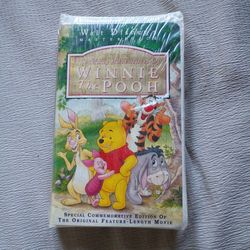 WALT DISNEY
MASTERPIECE
WINNIE
THE POOH
SPECIAL COMMEMORATIVE EDITION OF
THE ORIGINAL FEATURE-LENGTH MOVIE